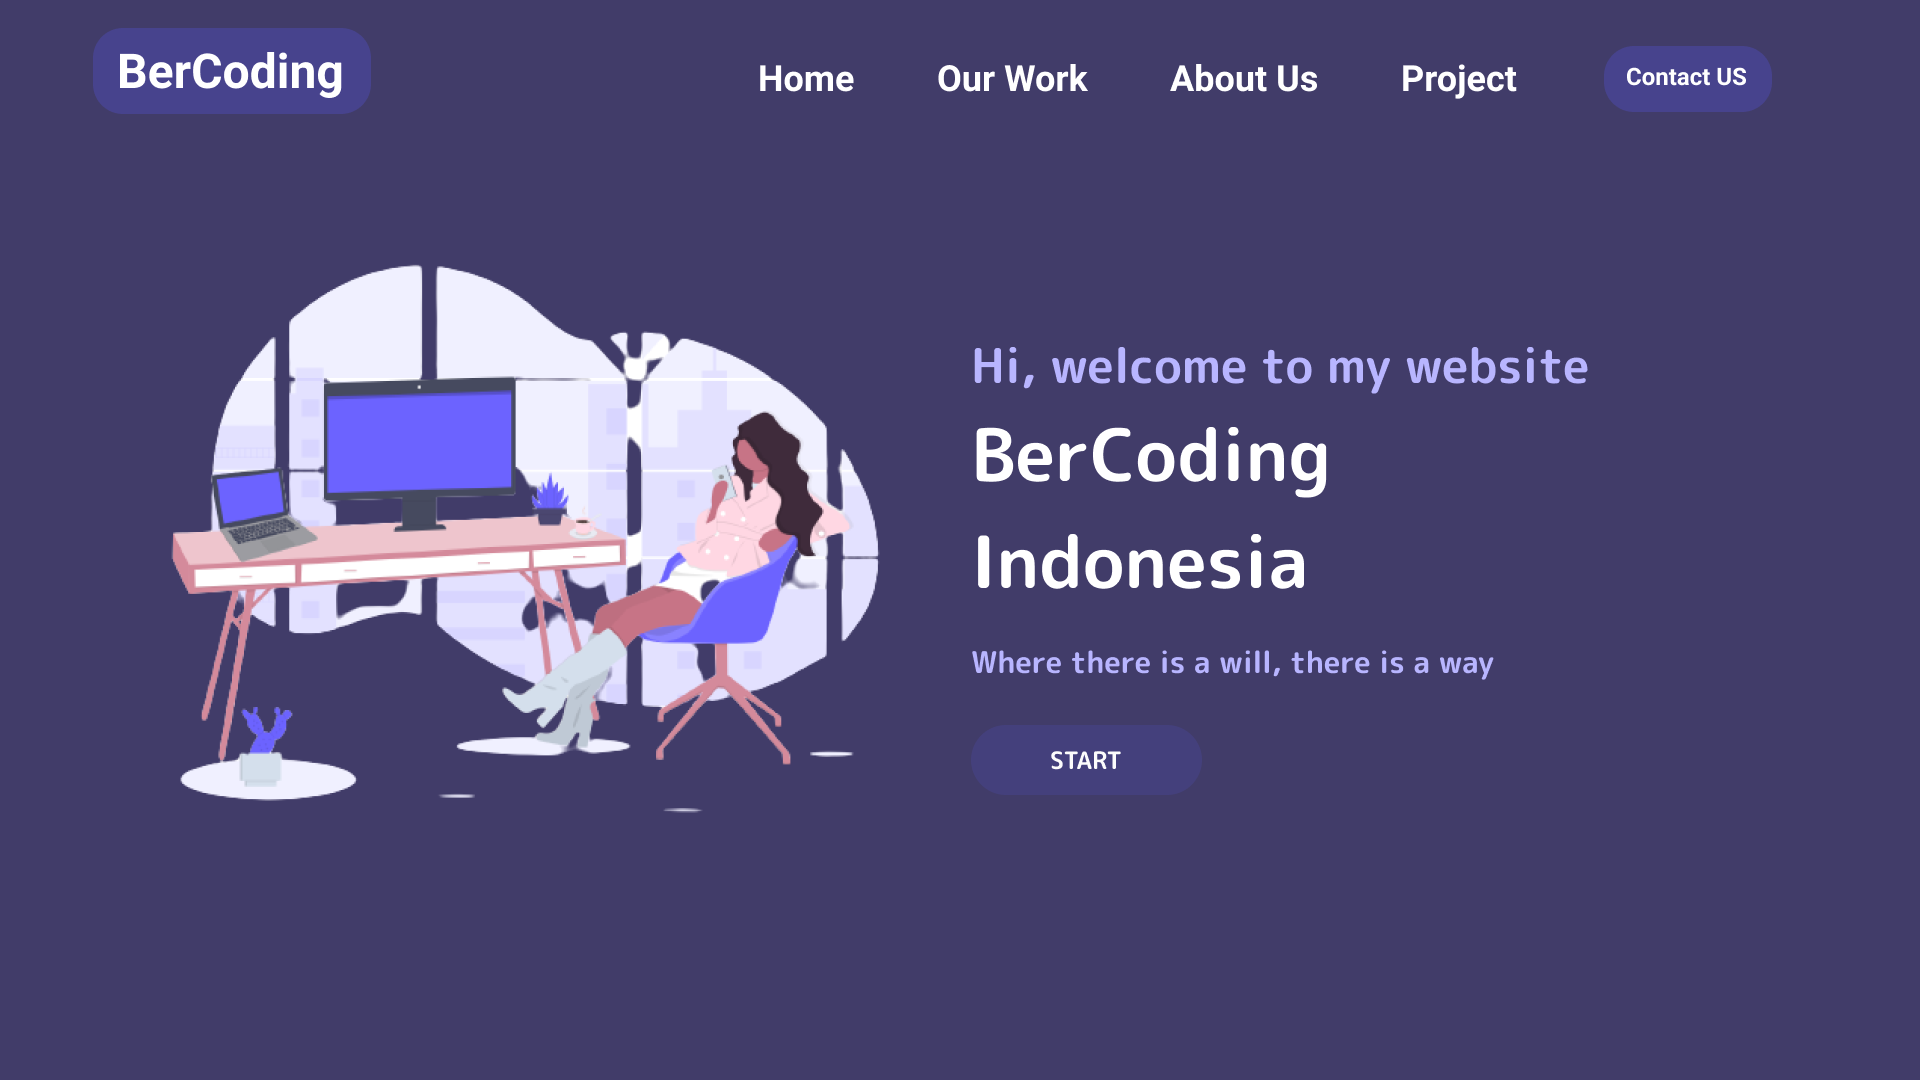 BerCoding
Home
Our Work
About Us
Project
Contact US
Hi, welcome to my website
BerCoding
Indonesia
Where there is a will, there is a way
START